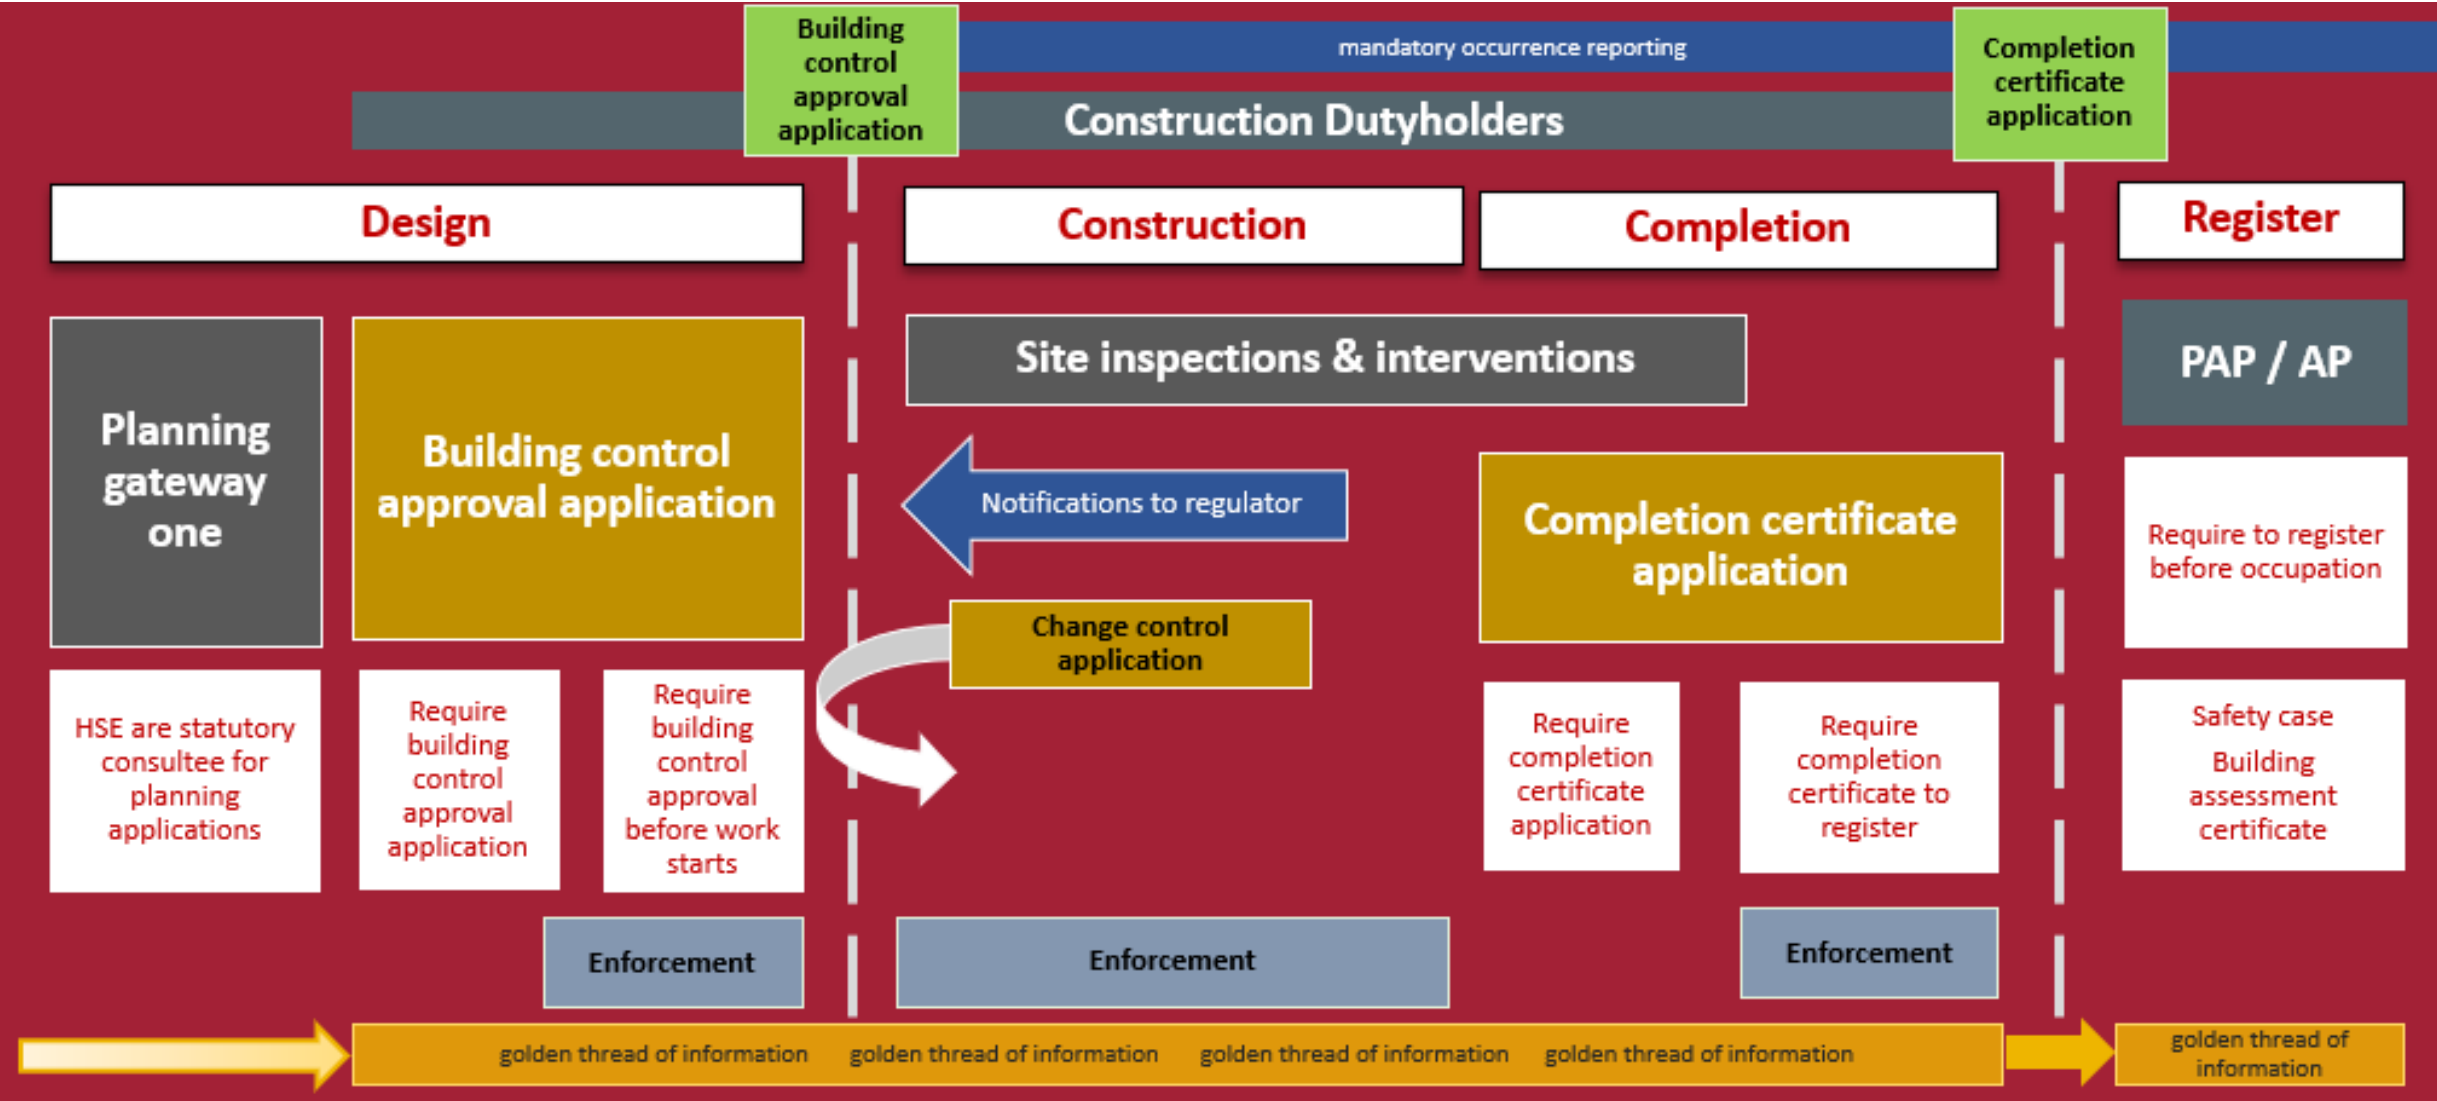 Building
control
approval
application
mandatory occurrence reporting
Completion
certificate
application
Construction Dutyholders
Design
Construction
Completion
Register
Planning
gateway
one
Building control
approval application
Site inspections & interventions
PAP / AP
Notifications to regulator
Completion certificate
application
Require to register
before occupation
Change control
application
HSE are statutory
consultee for
planning
applications
Require
building
control
approval
application
Require
building
control
approval
before work
starts
Require
completion
certificate
application
Require
completion
certificate to
register
Safety case
Building
assessment
certificate
Enforcement
Enforcement
Enforcement
golden thread of information golden thread of information golden thread of information golden thread of information
golden thread of
information